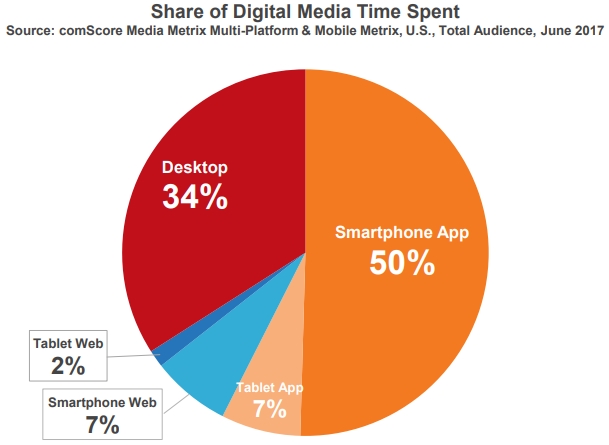 Share of Digital Media Time Spent
Source: comScore Media Metrix Multi-Platform & Mobile Metrix, U.S., Total Audience, June 2017
Desktop
34%
Smartphone App
50%
Tablet Web
2%
Smartphone Web
7%
Tablet App
7%